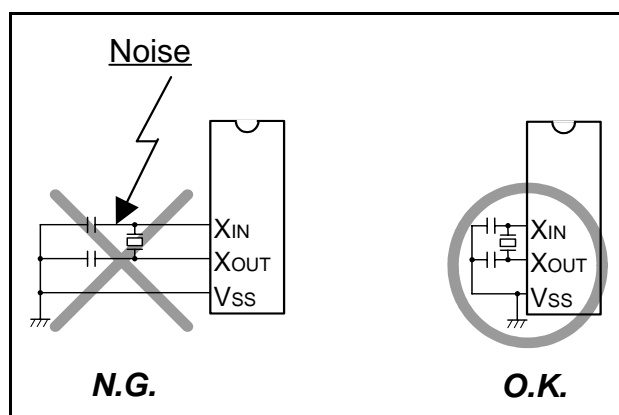 Noise
XIN
XOUT
VSS
N.G.
XIN
XOUT
VSS
O.K.